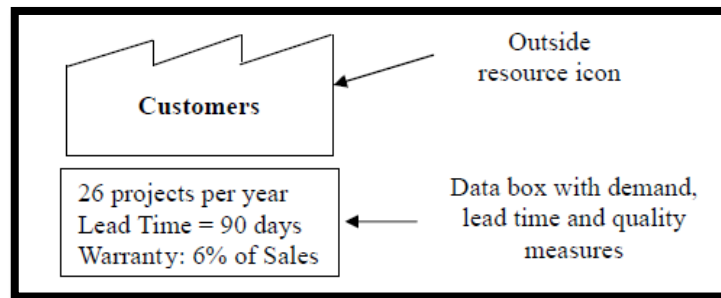 Outside
resource icon
Customers
26 projects per year
Lead Time = 90 days
Warranty: 6% of Sales
Data box with demand,
lead time and quality
measures